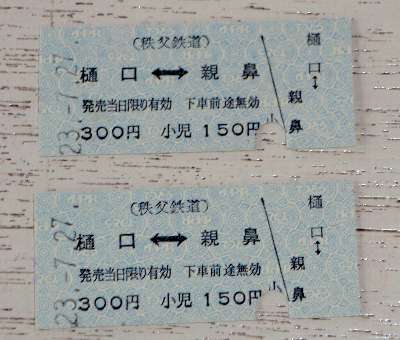 (秩父鉄道)
樋口⟷親鼻
発売当日限り有効 下車前途無効
300円 小児 150円
23.-7.27
樋口↔親鼻
小
(秩父鉄道)
樋口⟷親鼻
発売当日限り有効 下車前途無効
300円 小児 150円
23.-7.27
樋口↔親鼻
小